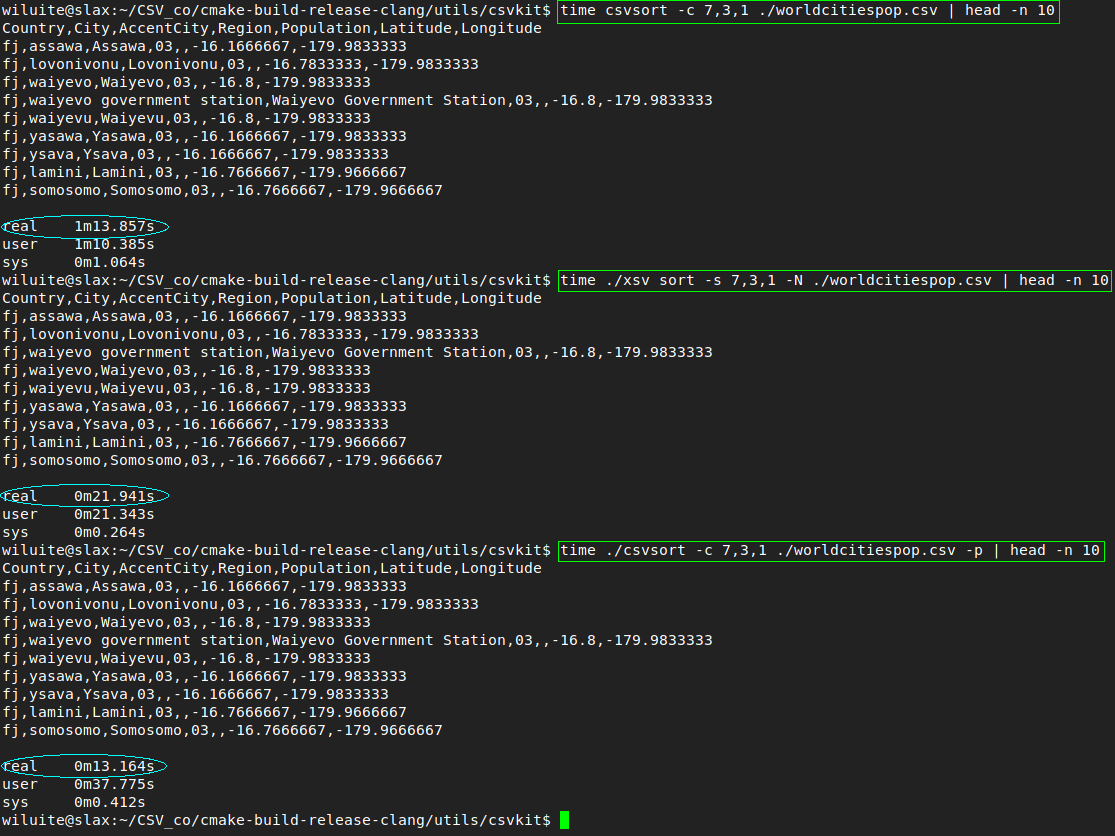 wiluite@slax:~/CSV_co/cmake-build-release-clang/utils/csvkit$ time csvsort -c 7,3,1 ./worldcitiespop.csv | head -n 10
Country,City,AccentCity,Region,Population,Latitude,Longitude
fj,assawa,Assawa,03,,-16.1666667,-179.9833333
fj,lovonivonu,Lovonivonu,03,,-16.7833333,-179.9833333
fj,waiyevo,Waiyevo,03,,-16.8,-179.9833333
fj,waiyevo government station,Waiyevo Government Station,03,,-16.8,-179.9833333
fj,waiyevu,Waiyevu,03,,-16.8,-179.9833333
fj,yasawa,Yasawa,03,,-16.1666667,-179.9833333
fj,ysava,Ysava,03,,-16.1666667,-179.9833333
fj,lamini,Lamini,03,,-16.7666667,-179.9666667
fj,somosomo,Somosomo,03,,-16.7666667,-179.9666667
real 1m13.857s
user 1m10.385s
sys 0m1.064s
wiluite@slax:~/CSV_co/cmake-build-release-clang/utils/csvkit$ time ./xsv sort -s 7,3,1 -N ./worldcitiespop.csv | head -n 10
Country,City,AccentCity,Region,Population,Latitude,Longitude
fj,assawa,Assawa,03,,-16.1666667,-179.9833333
fj,lovonivonu,Lovonivonu,03,,-16.7833333,-179.9833333
fj,waiyevo government station,Waiyevo Government Station,03,,-16.8,-179.9833333
fj,waiyevo,Waiyevo,03,,-16.8,-179.9833333
fj,waiyevu,Waiyevu,03,,-16.8,-179.9833333
fj,yasawa,Yasawa,03,,-16.1666667,-179.9833333
fj,ysava,Ysava,03,,-16.1666667,-179.9833333
fj,lamini,Lamini,03,,-16.7666667,-179.9666667
fj,somosomo,Somosomo,03,,-16.7666667,-179.9666667
real 0m21.941s
user 0m21.343s
sys 0m0.264s
wiluite@slax:~/CSV_co/cmake-build-release-clang/utils/csvkit$ time ./csvsort -c 7,3,1 ./worldcitiespop.csv -p | head -n 10
Country,City,AccentCity,Region,Population,Latitude,Longitude
fj,assawa,Assawa,03,,-16.1666667,-179.9833333
fj,lovonivonu,Lovonivonu,03,,-16.7833333,-179.9833333
fj,waiyevo,Waiyevo,03,,-16.8,-179.9833333
fj,waiyevo government station,Waiyevo Government Station,03,,-16.8,-179.9833333
fj,waiyevu,Waiyevu,03,,-16.8,-179.9833333
fj,yasawa,Yasawa,03,,-16.1666667,-179.9833333
fj,ysava,Ysava,03,,-16.1666667,-179.9833333
fj,lamini,Lamini,03,,-16.7666667,-179.9666667
fj,somosomo,Somosomo,03,,-16.7666667,-179.9666667
real 0m13.164s
user 0m37.775s
sys 0m0.412s
wiluite@slax:~/CSV_co/cmake-build-release-clang/utils/csvkit$